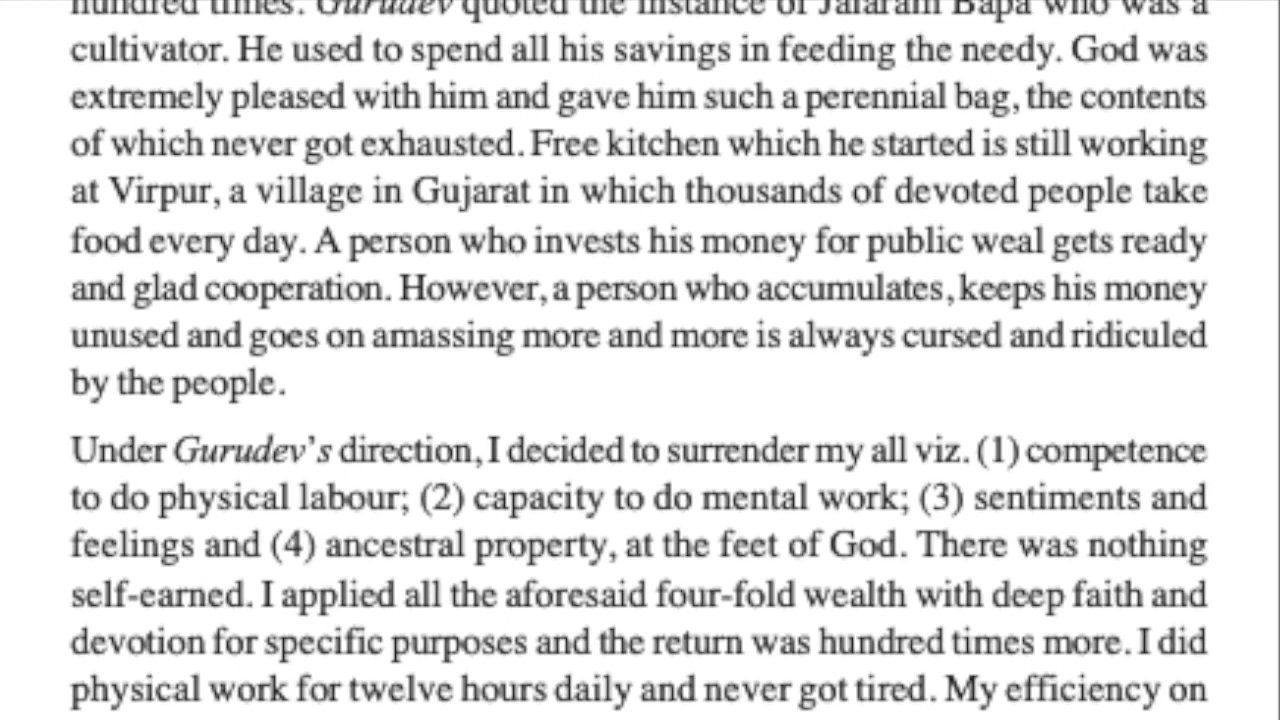 hundred times. Gurudev quoted the instance of Jalaram Bapa who was a
cultivator. He used to spend all his savings in feeding the needy. God was
extremely pleased with him and gave him such a perennial bag, the contents
of which never got exhausted. Free kitchen which he started is still working
at Virpur, a village in Gujarat in which thousands of devoted people take
food every day. A person who invests his money for public weal gets ready
and glad cooperation. However, a person who accumulates, keeps his money
unused and goes on amassing more and more is always cursed and ridiculed
by the people.
Under Gurudev's direction, I decided to surrender my all viz. (1) competence
to do physical labour; (2) capacity to do mental work; (3) sentiments and
feelings and (4) ancestral property, at the feet of God. There was nothing
self-earned. I applied all the aforesaid four-fold wealth with deep faith and
devotion for specific purposes and the return was hundred times more. I did
physical work for twelve hours daily and never got tired. My efficiency on